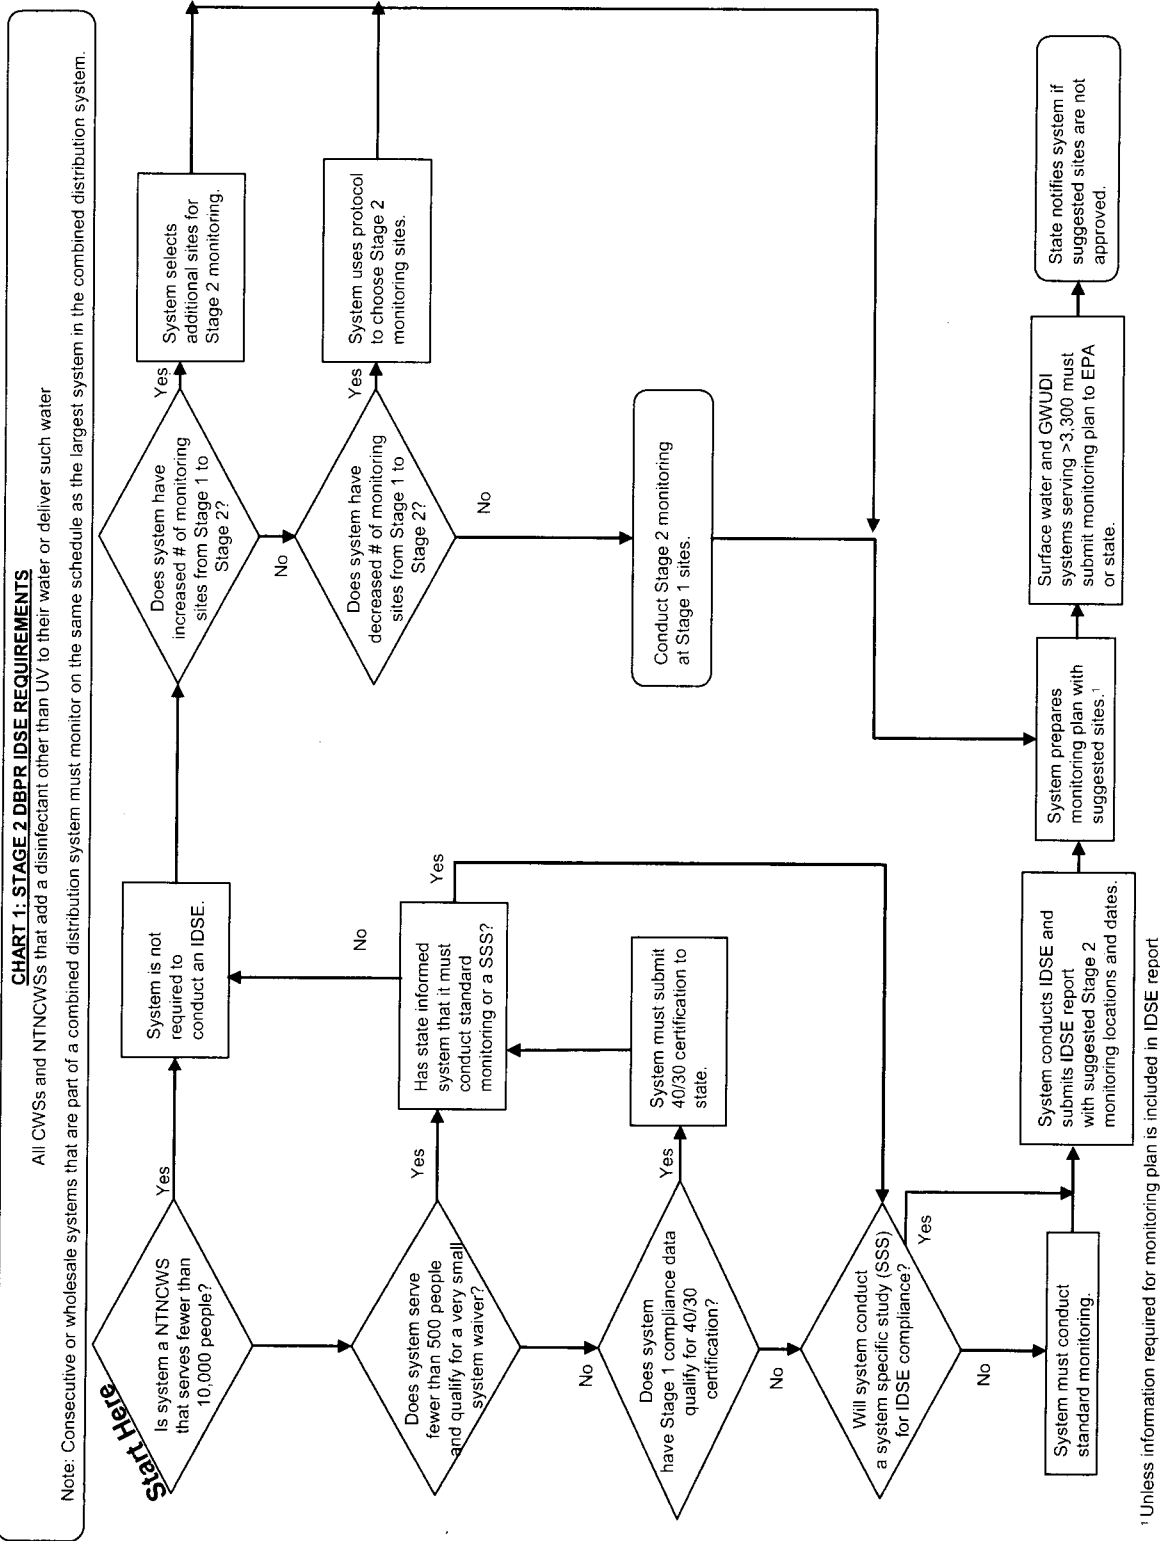 CHART 1: STAGE 2 DBPR IDSE REQUIREMENTS
All CWSs and NTNCWSs that add a disinfectant other than UV to their water or deliver such water
Note: Consecutive or wholesale systems that are part of a combined distribution system must monitor on the same schedule as the largest system in the combined distribution system.
Start Here
Is system a NTNCWS
that serves fewer than
10,000 people?
Yes
System is not
required to
conduct an IDSE.
Does system have
increased # of monitoring
sites from Stage 1 to
Stage 2?
Yes
System selects
additional sites for
Stage 2 monitoring.
No
Does system have
decreased # of monitoring
sites from Stage 1 to
Stage 2?
Yes
System uses protocol
to choose Stage 2
monitoring sites.
No
Conduct Stage 2 monitoring
at Stage 1 sites.
Does system serve
fewer than 500 people
and qualify for a very small
system waiver?
Yes
Has state informed
system that it must
conduct standard
monitoring or a SSS?
No
Yes
No
Does system
have Stage 1 compliance data
qualify for 40/30
certification?
Yes
System must submit
40/30 certification to
state.
No
Will system conduct
a system specific study (SSS)
for IDSE compliance?
Yes
No
System must conduct
standard monitoring.
System conducts IDSE and
submits IDSE report
with suggested Stage 2
monitoring locations and dates.
System prepares
monitoring plan with
suggested sites.¹
Surface water and GWUDI
systems serving >3,300 must
submit monitoring plan to EPA
or state.
State notifies system if
suggested sites are not
approved.
¹ Unless information required for monitoring plan is included in IDSE report